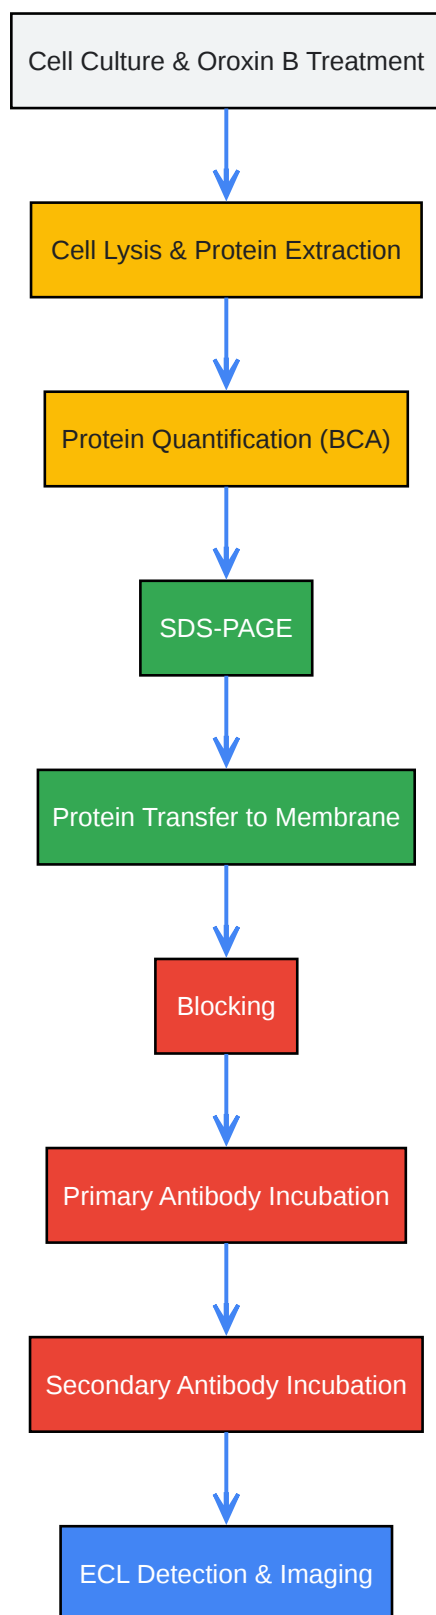 Cell Culture & Oroxin B Treatment
Cell Lysis & Protein Extraction
Protein Quantification (BCA)
SDS-PAGE
Protein Transfer to Membrane
Blocking
Primary Antibody Incubation
Secondary Antibody Incubation
ECL Detection & Imaging